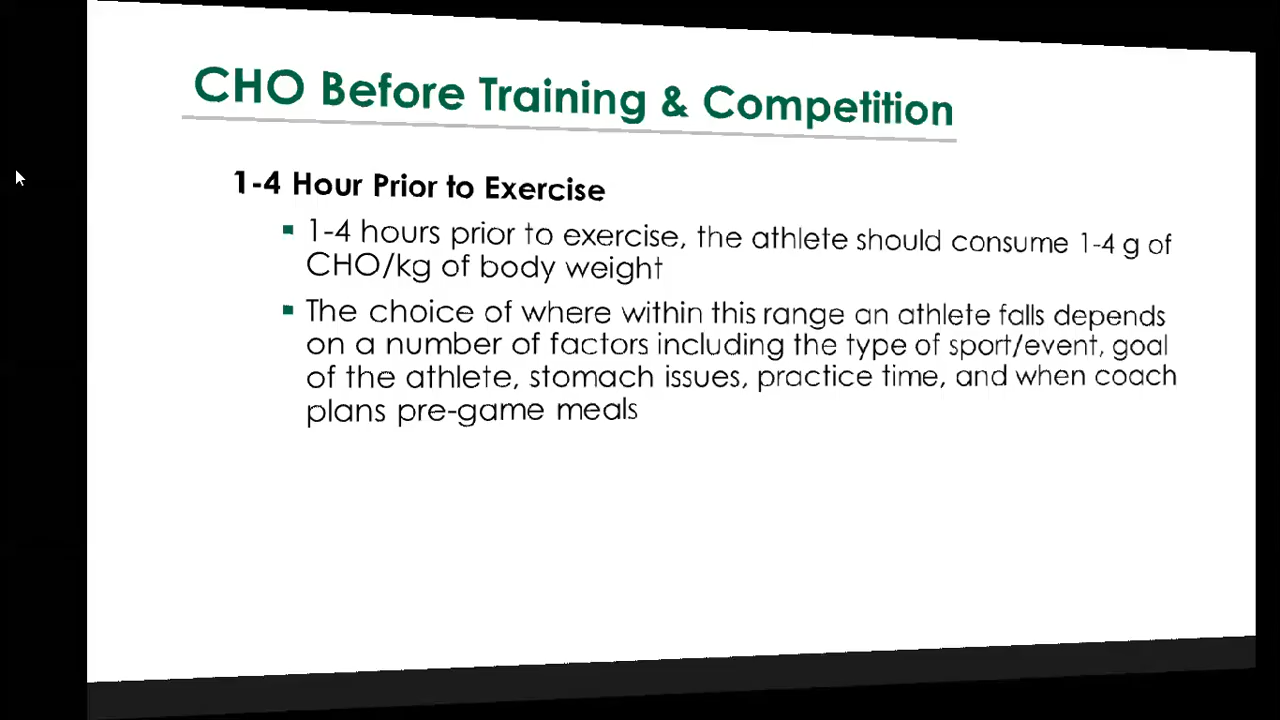 CHO Before Training & Competition
1-4 Hour Prior to Exercise
▪ 1-4 hours prior to exercise, the athlete should consume 1-4 g of
CHO/kg of body weight
▪ The choice of where within this range an athlete falls depends
on a number of factors including the type of sport/event, goal
of the athlete, stomach issues, practice time, and when coach
plans pre-game meals